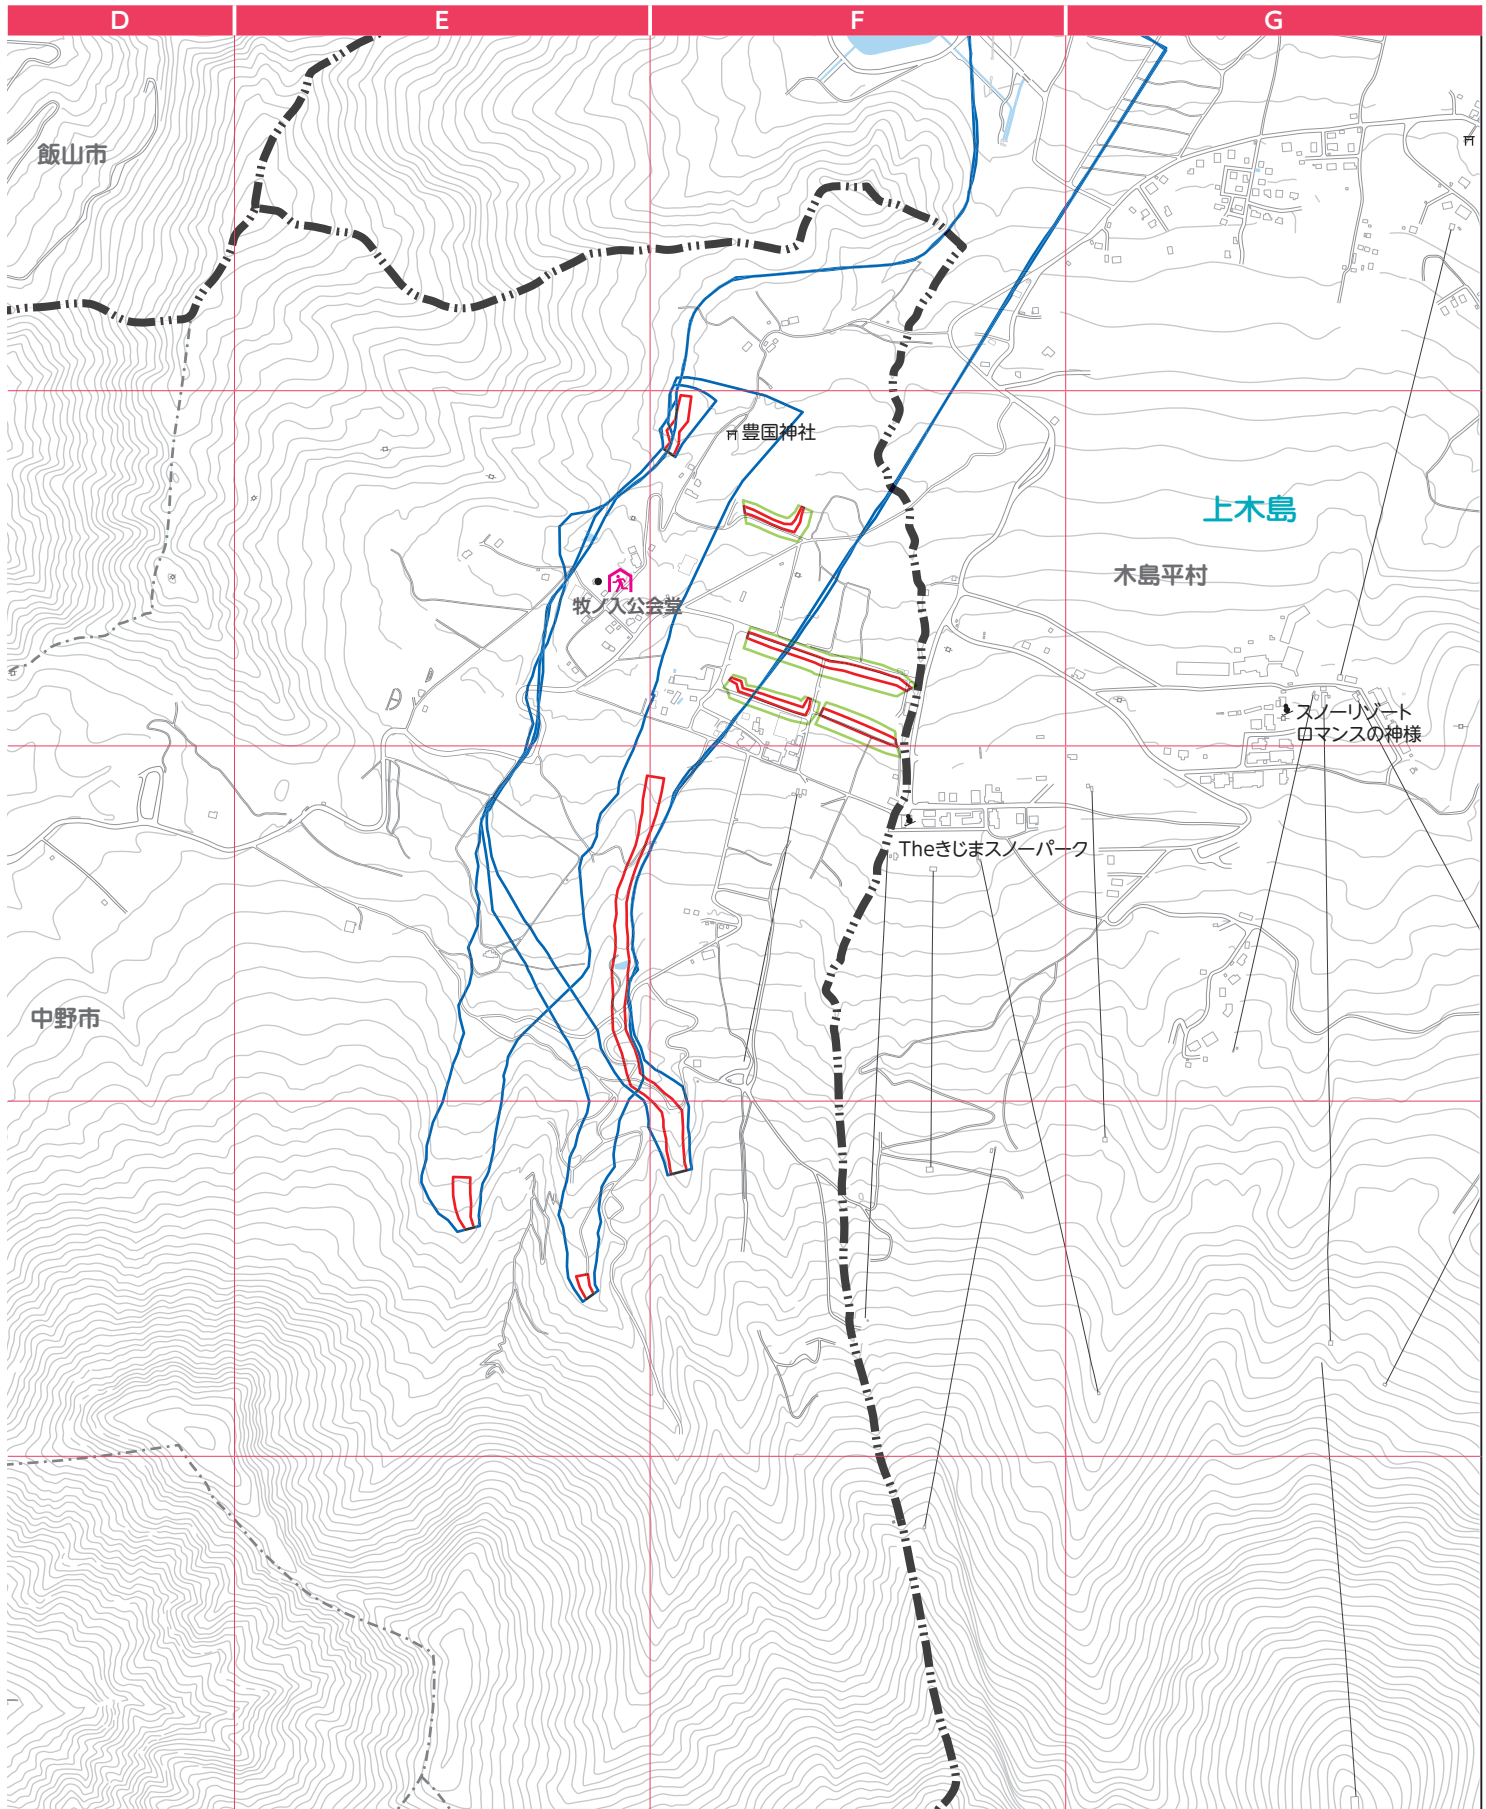 D
E
F
G
飯山市
豊国神社
上木島
木島平村
牧ノ入公会堂
スノーリゾート
ロマンスの神様
Theきじまスノーパーク
中野市